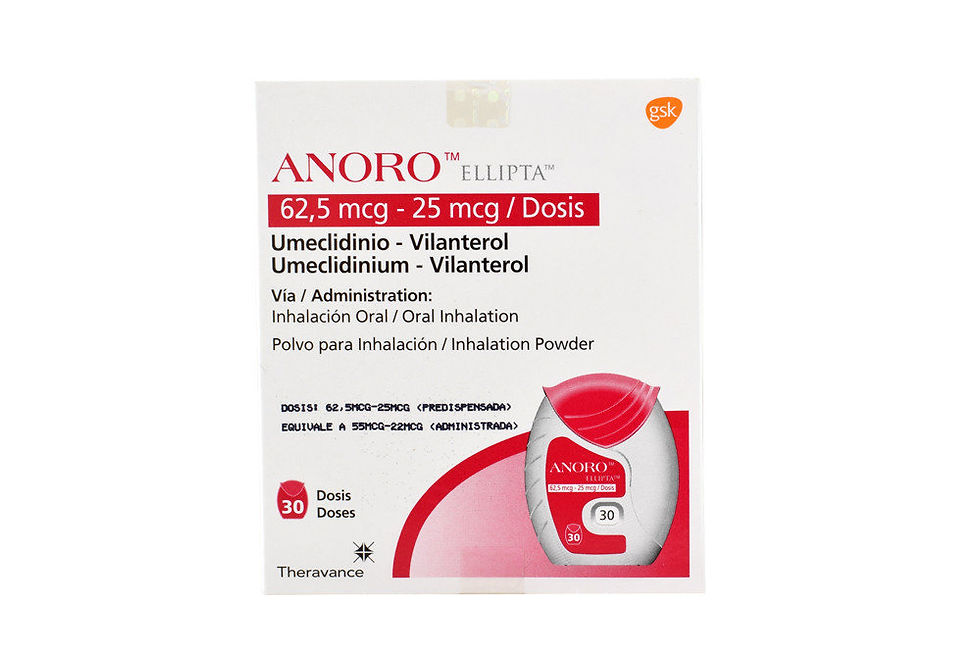 gsk
ANORO™ ELLIPTA™
62,5 mcg - 25 mcg / Dosis
Umeclidinio - Vilanterol
Umeclidinium - Vilanterol
Vía / Administration:
Inhalación Oral / Oral Inhalation
Polvo para Inhalación / Inhalation Powder
DOSIS: 62,5MCG-25MCG (PREDISPENSADA)
EQUIVALE A 55MCG-22MCG (ADMINISTRADA)
ANORO™
ELLIPTA™
62,5 mcg - 25 mcg / Dosis
30
30
30 Dosis
Doses
Theravance